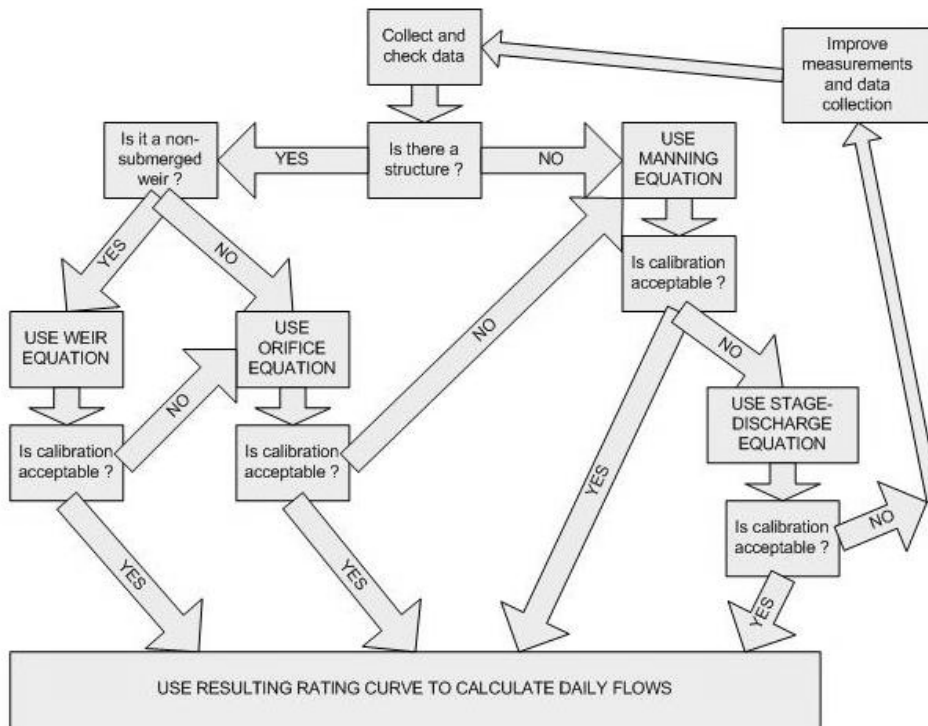 Collect and
check data
Improve
measurements
and data
collection
Is it a non-
submerged
weir ?
YES
Is there a
structure ?
NO
USE
MANNING
EQUATION
YES
NO
Is calibration
acceptable ?
USE WEIR
EQUATION
NO
USE
ORIFICE
EQUATION
NO
NO
USE STAGE-
DISCHARGE
EQUATION
Is calibration
acceptable ?
Is calibration
acceptable ?
YES
Is calibration
acceptable ?
NO
YES
YES
YES
USE RESULTING RATING CURVE TO CALCULATE DAILY FLOWS